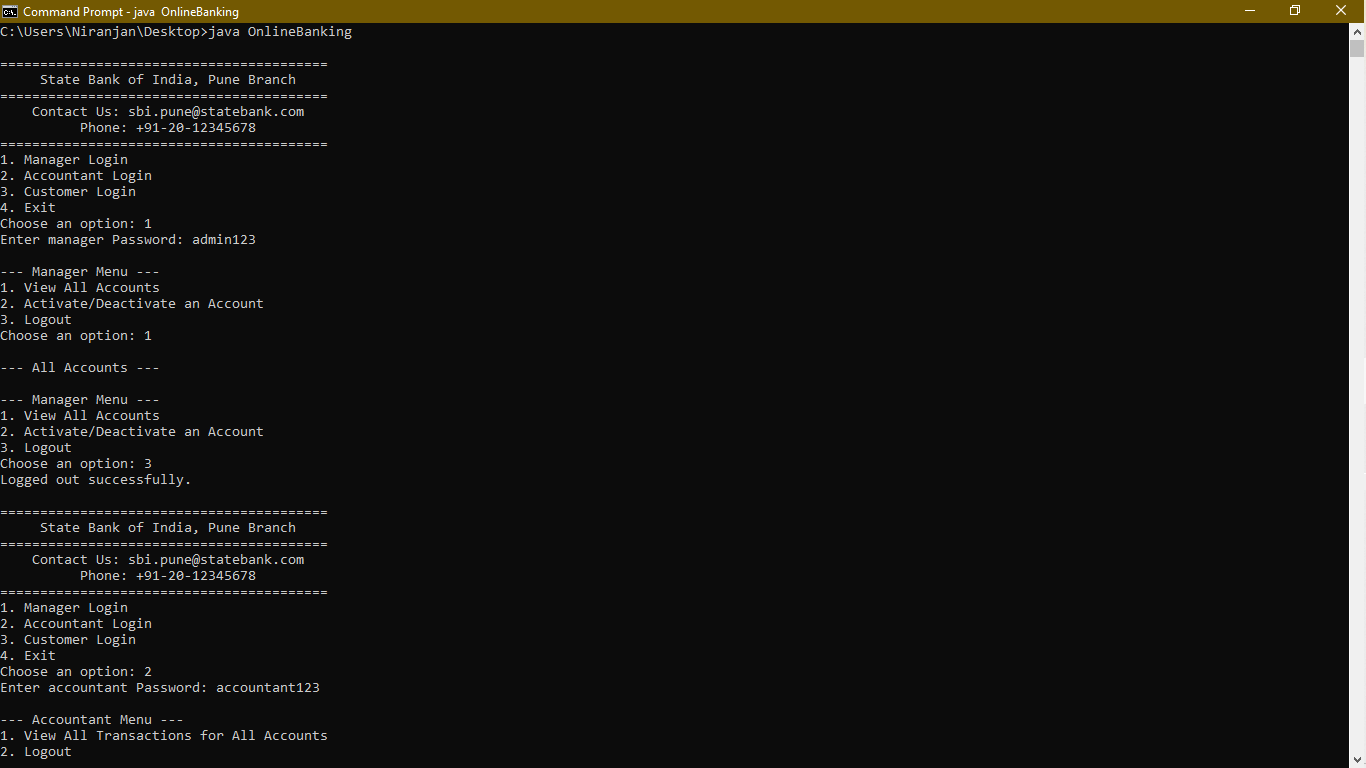 Command Prompt - java  OnlineBanking
C:\Users\Niranjan\Desktop>java OnlineBanking
=========================================
     State Bank of India, Pune Branch
=========================================
    Contact Us: sbi.pune@statebank.com
          Phone: +91-20-12345678
=========================================
1. Manager Login
2. Accountant Login
3. Customer Login
4. Exit
Choose an option: 1
Enter manager Password: admin123
--- Manager Menu ---
1. View All Accounts
2. Activate/Deactivate an Account
3. Logout
Choose an option: 1
--- All Accounts ---
--- Manager Menu ---
1. View All Accounts
2. Activate/Deactivate an Account
3. Logout
Choose an option: 3
Logged out successfully.
=========================================
     State Bank of India, Pune Branch
=========================================
    Contact Us: sbi.pune@statebank.com
          Phone: +91-20-12345678
=========================================
1. Manager Login
2. Accountant Login
3. Customer Login
4. Exit
Choose an option: 2
Enter accountant Password: accountant123
--- Accountant Menu ---
1. View All Transactions for All Accounts
2. Logout